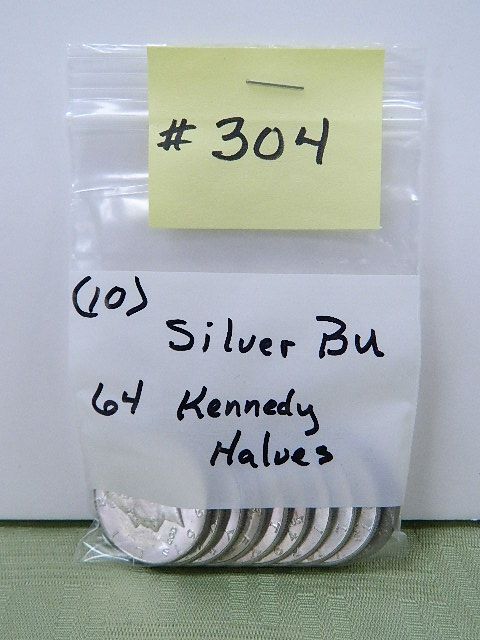 # 304
(10)
Silver BU
64 Kennedy
Halves